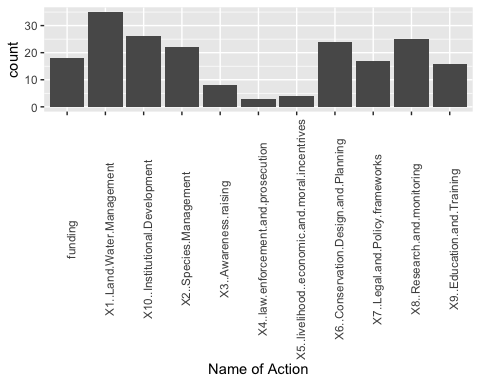 30
20
10
0
count
funding
X1..Land.Water.Management
X10..Institutional.Development
X2..Species.Management
X3..Awareness.raising
X4..law.enforcement.and.prosecution
X5..livelihood..economic.and.moral.incentives
X6..Conservation.Design.and.Planning
X7..Legal.and.Policy.frameworks
X8..Research.and.monitoring
X9..Education.and.Training
Name of Action